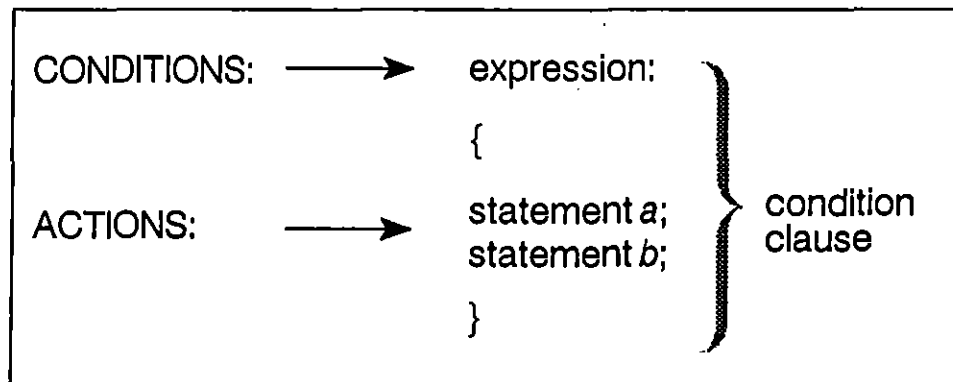 CONDITIONS: expression:
{
ACTIONS: statement a;
statement b;
}
condition
clause